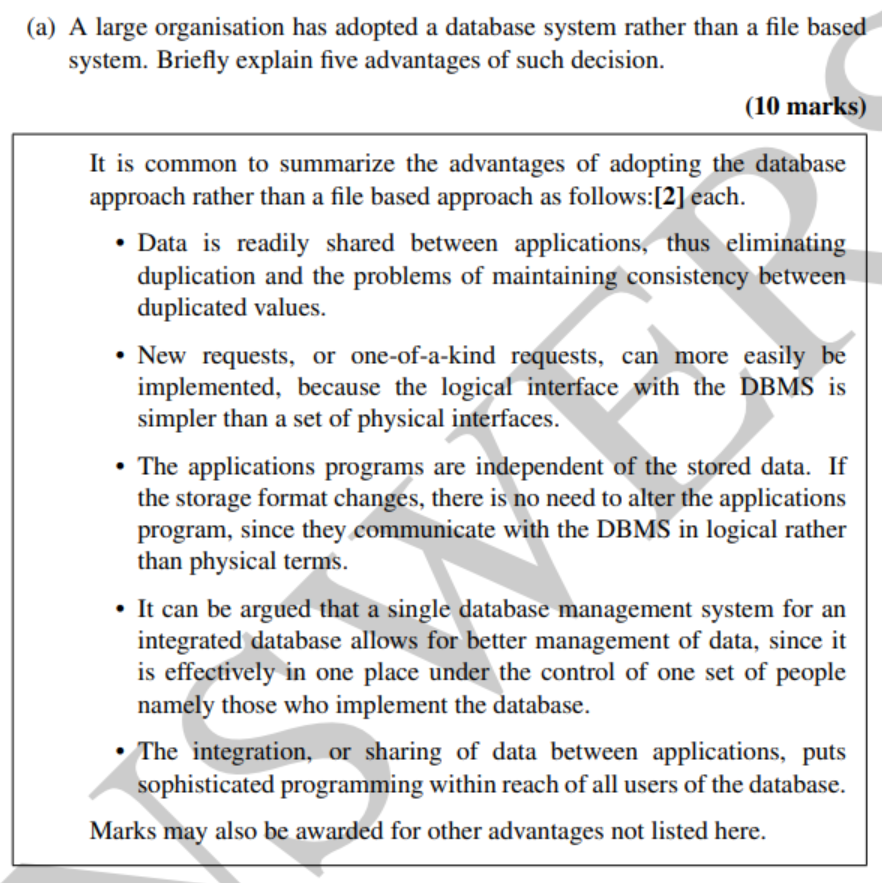 (a) A large organisation has adopted a database system rather than a file based
system. Briefly explain five advantages of such decision.
(10 marks)
It is common to summarize the advantages of adopting the database
approach rather than a file based approach as follows:[2] each.
• Data is readily shared between applications, thus eliminating
duplication and the problems of maintaining consistency between
duplicated values.
• New requests, or one-of-a-kind requests, can more easily be
implemented, because the logical interface with the DBMS is
simpler than a set of physical interfaces.
• The applications programs are independent of the stored data. If
the storage format changes, there is no need to alter the applications
program, since they communicate with the DBMS in logical rather
than physical terms.
• It can be argued that a single database management system for an
integrated database allows for better management of data, since it
is effectively in one place under the control of one set of people
namely those who implement the database.
• The integration, or sharing of data between applications, puts
sophisticated programming within reach of all users of the database.
Marks may also be awarded for other advantages not listed here.
NSWERS